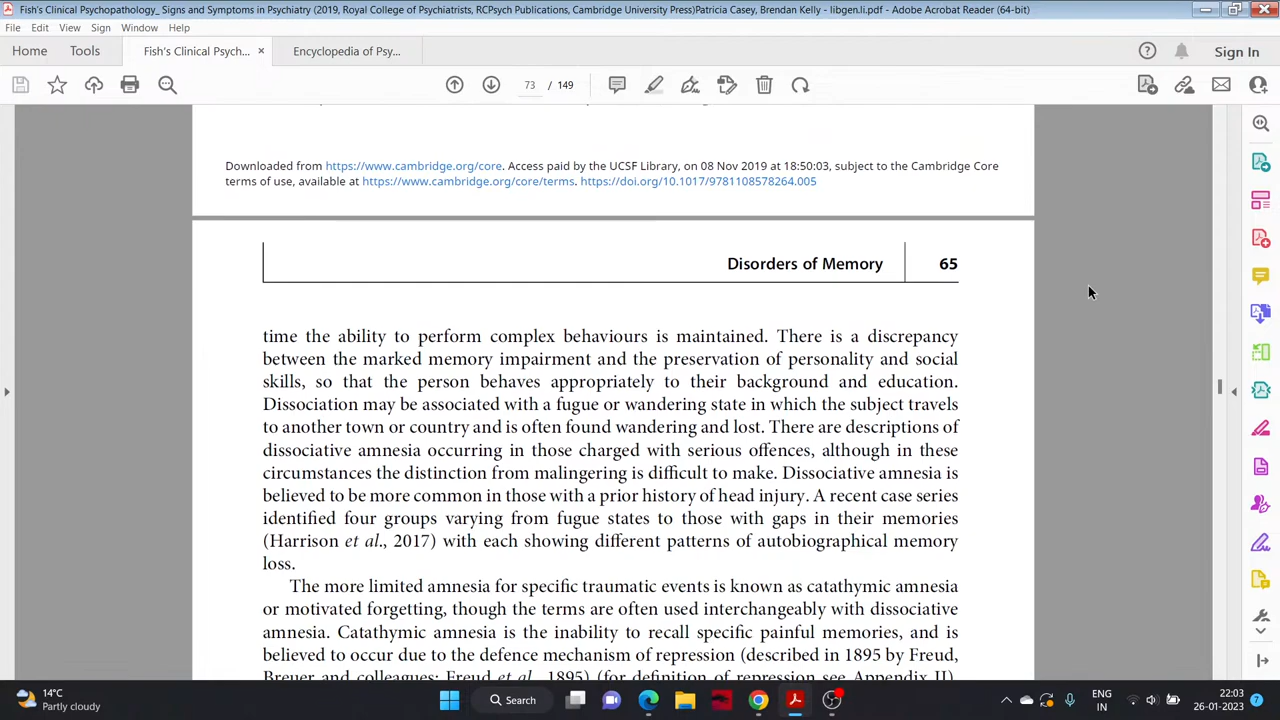 Fish's Clinical Psychopathology_ Signs and Symptoms in Psychiatry (2019, Royal College of Psychiatrists, RCPsych Publications, Cambridge University Press)Patricia Casey, Brendan Kelly - libgen.li.pdf - Adobe Acrobat Reader (64-bit)
File Edit View Sign Window Help
Home Tools Fish's Clinical Psych... × Encyclopedia of Psy... Sign In
73 / 149
Downloaded from https://www.cambridge.org/core. Access paid by the UCSF Library, on 08 Nov 2019 at 18:50:03, subject to the Cambridge Core
terms of use, available at https://www.cambridge.org/core/terms. https://doi.org/10.1017/9781108578264.005
Disorders of Memory 65
time the ability to perform complex behaviours is maintained. There is a discrepancy
between the marked memory impairment and the preservation of personality and social
skills, so that the person behaves appropriately to their background and education.
Dissociation may be associated with a fugue or wandering state in which the subject travels
to another town or country and is often found wandering and lost. There are descriptions of
dissociative amnesia occurring in those charged with serious offences, although in these
circumstances the distinction from malingering is difficult to make. Dissociative amnesia is
believed to be more common in those with a prior history of head injury. A recent case series
identified four groups varying from fugue states to those with gaps in their memories
(Harrison et al., 2017) with each showing different patterns of autobiographical memory
loss.
The more limited amnesia for specific traumatic events is known as catathymic amnesia
or motivated forgetting, though the terms are often used interchangeably with dissociative
amnesia. Catathymic amnesia is the inability to recall specific painful memories, and is
believed to occur due to the defence mechanism of repression (described in 1895 by Freud,
Breuer and colleagues: Freud et al., 1895) (for definition of repression see Appendix II).
14°C
Partly cloudy
Search
ENG
IN
22:03
26-01-2023